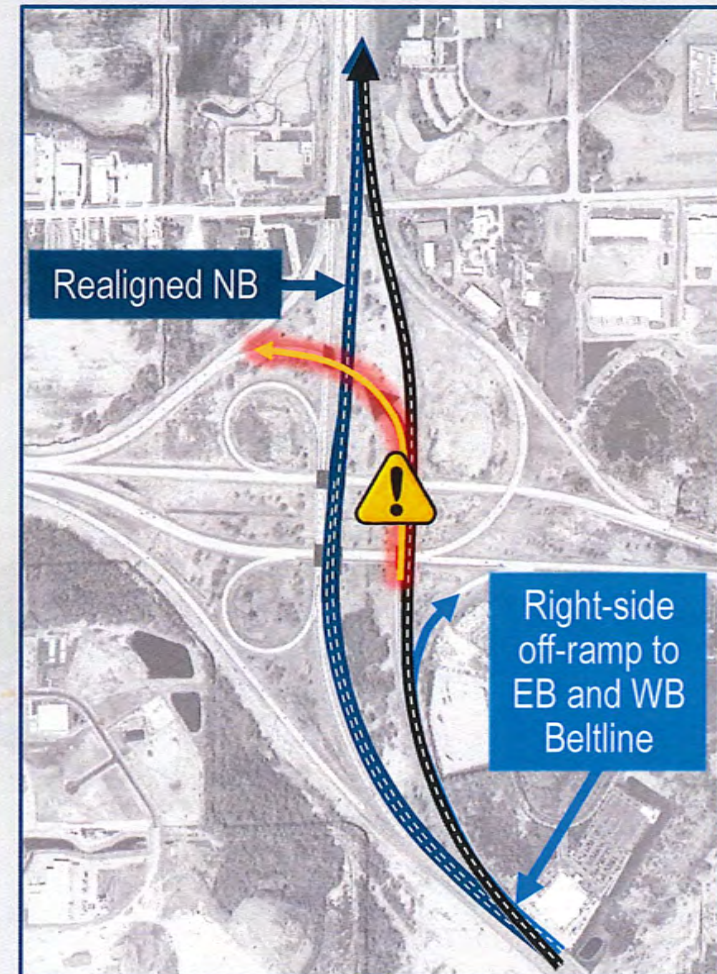 Realigned NB
Right-side
off-ramp to
EB and WB
Beltline
!